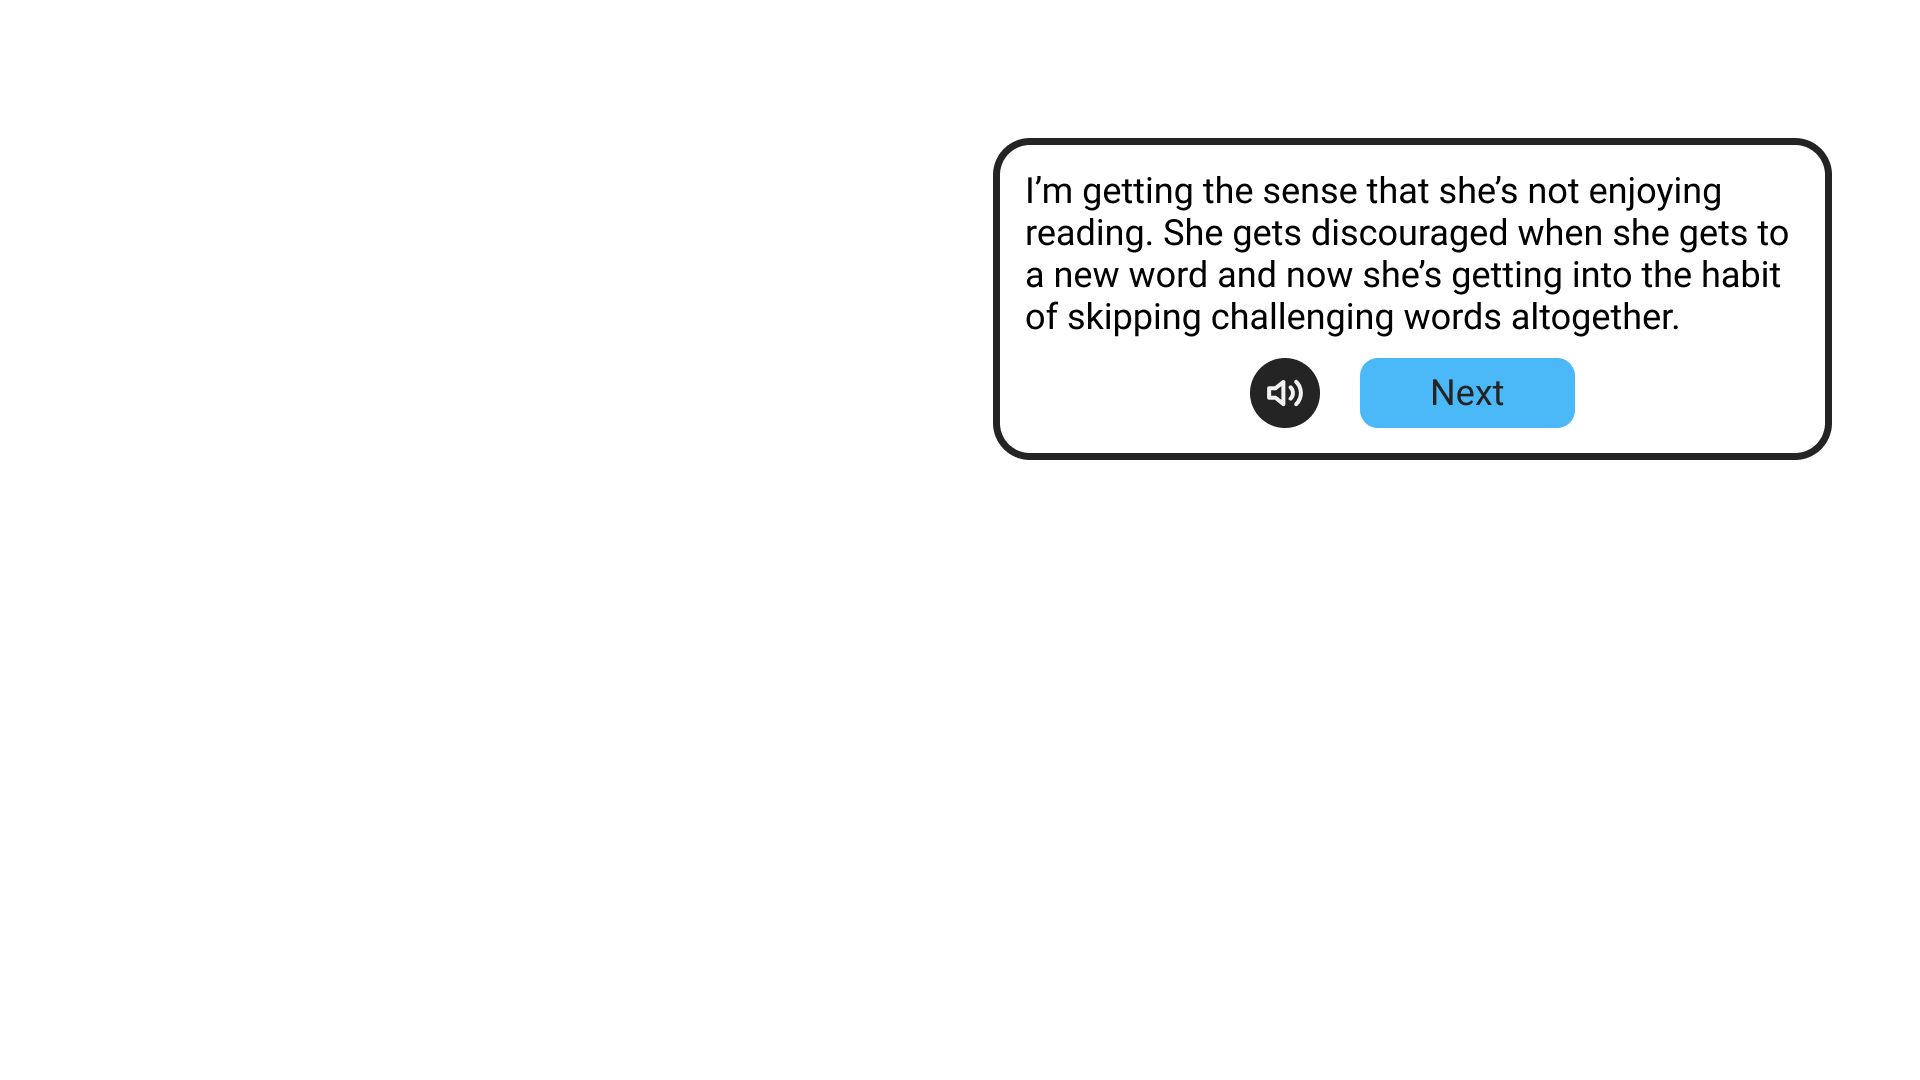 I’m getting the sense that she’s not enjoying
reading. She gets discouraged when she gets to
a new word and now she’s getting into the habit
of skipping challenging words altogether.
Next